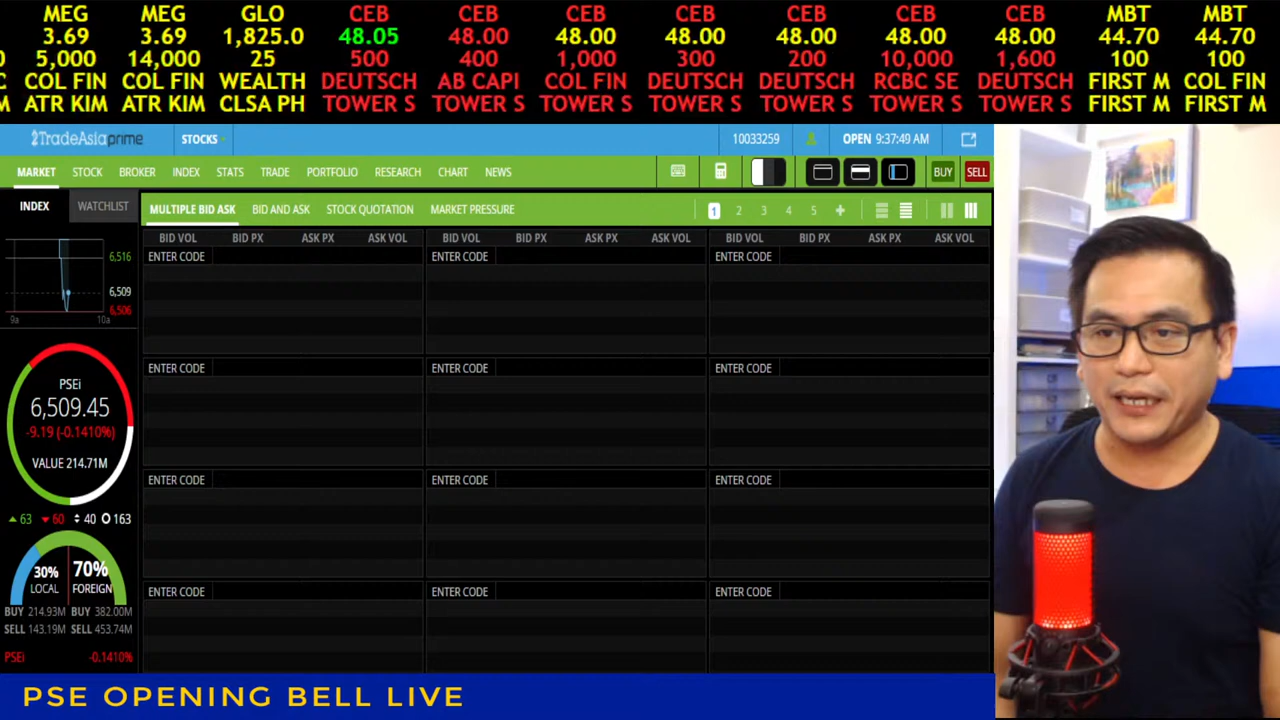 MEG MEG GLO CEB CEB CEB CEB CEB CEB CEB MBT MBT
3.69 3.69 1,825.0 48.05 48.00 48.00 48.00 48.00 48.00 48.00 44.70 44.70
5,000 14,000 25 500 400 1,000 300 200 10,000 1,600 100 100
COL FIN COL FIN WEALTH DEUTSCH AB CAPI COL FIN DEUTSCH DEUTSCH RCBC SE DEUTSCH FIRST M COL FIN
ATR KIM ATR KIM CLSA PH TOWER S TOWER S TOWER S TOWER S TOWER S TOWER S TOWER S FIRST M FIRST M
2TradeAsia prime STOCKS 10033259 OPEN 9:37:49 AM
MARKET STOCK BROKER INDEX STATS TRADE PORTFOLIO RESEARCH CHART NEWS BUY SELL
INDEX WATCHLIST MULTIPLE BID ASK BID AND ASK STOCK QUOTATION MARKET PRESSURE 1 2 3 4 5 +
BID VOL BID PX ASK PX ASK VOL BID VOL BID PX ASK PX ASK VOL BID VOL BID PX ASK PX ASK VOL
ENTER CODE ENTER CODE ENTER CODE
6,516
6,509
6,506
9a 10a
ENTER CODE ENTER CODE ENTER CODE
PSEi
6,509.45
-9.19 (-0.1410%)
VALUE 214.71M
ENTER CODE ENTER CODE ENTER CODE
63 60 40 163
30% 70%
LOCAL FOREIGN
ENTER CODE ENTER CODE ENTER CODE
BUY 214.93M BUY 382.00M
SELL 143.19M SELL 453.74M
PSEi -0.1410%
PSE OPENING BELL LIVE